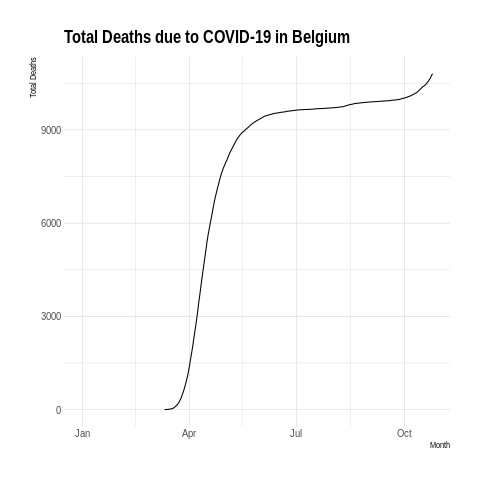 Total Deaths due to COVID-19 in Belgium
Total Deaths
9000
6000
3000
0
Jan Apr Jul Oct
Month